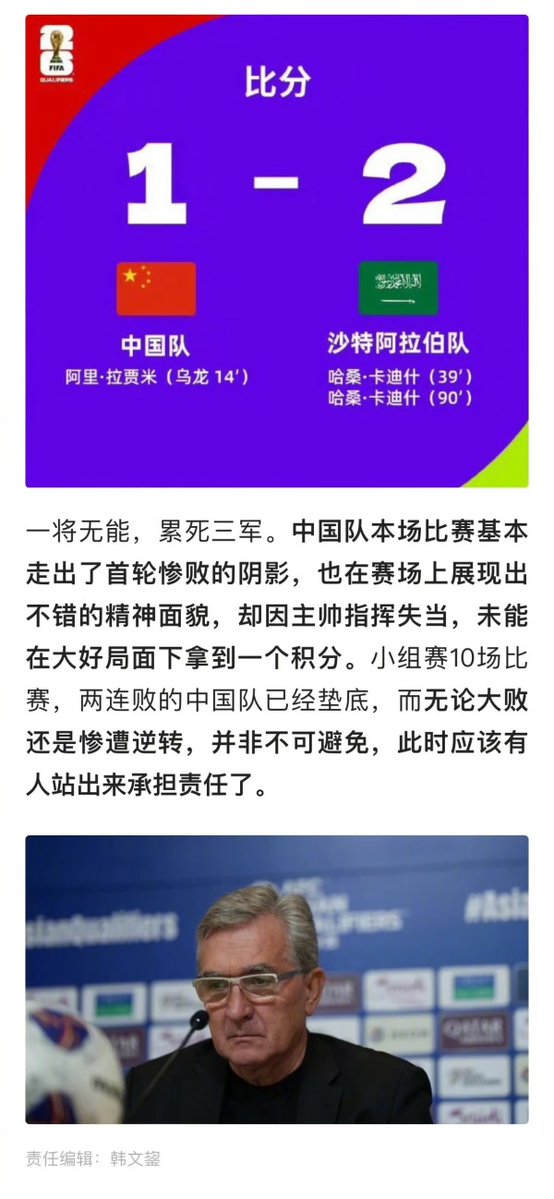 FIFA
QUALIFIERS
比分
1 - 2
中国队
沙特阿拉伯队
阿里·拉贾米（乌龙 14'）
哈桑·卡迪什（39'）
哈桑·卡迪什（90'）
一将无能，累死三军。中国队本场比赛基本
走出了首轮惨败的阴影，也在赛场上展现出
不错的精神面貌，却因主帅指挥失当，未能
在大好局面下拿到一个积分。小组赛10场比
赛，两连败的中国队已经垫底，而无论大败
还是惨遭逆转，并非不可避免，此时应该有
人站出来承担责任了。
sianQualifiers
#Asia
责任编辑：韩文鋆